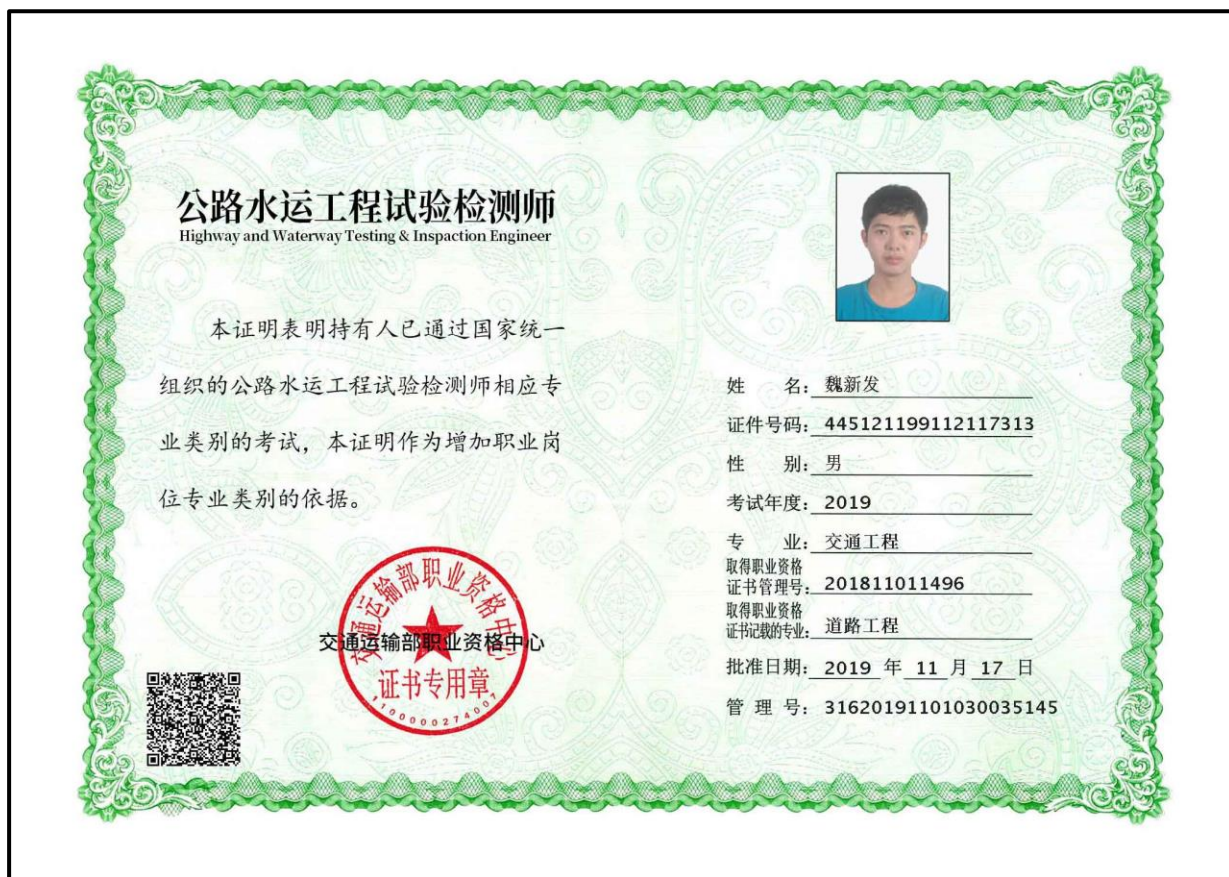 公路水运工程试验检测师
Highway and Waterway Testing & Inspaction Engineer
本证明表明持有人已通过国家统一
组织的公路水运工程试验检测师相应专
业类别的考试，本证明作为增加职业岗
位专业类别的依据。
交通运输部职业资格中心
交通运输部职业资格中心
证书专用章
1100000274007
姓 名：魏新发
证件号码：445121199112117313
性 别：男
考试年度：2019
专 业：交通工程
取得职业资格
证书管理号：201811011496
取得职业资格
证书记载的专业：道路工程
批准日期：2019 年 11 月 17 日
管 理 号：31620191101030035145